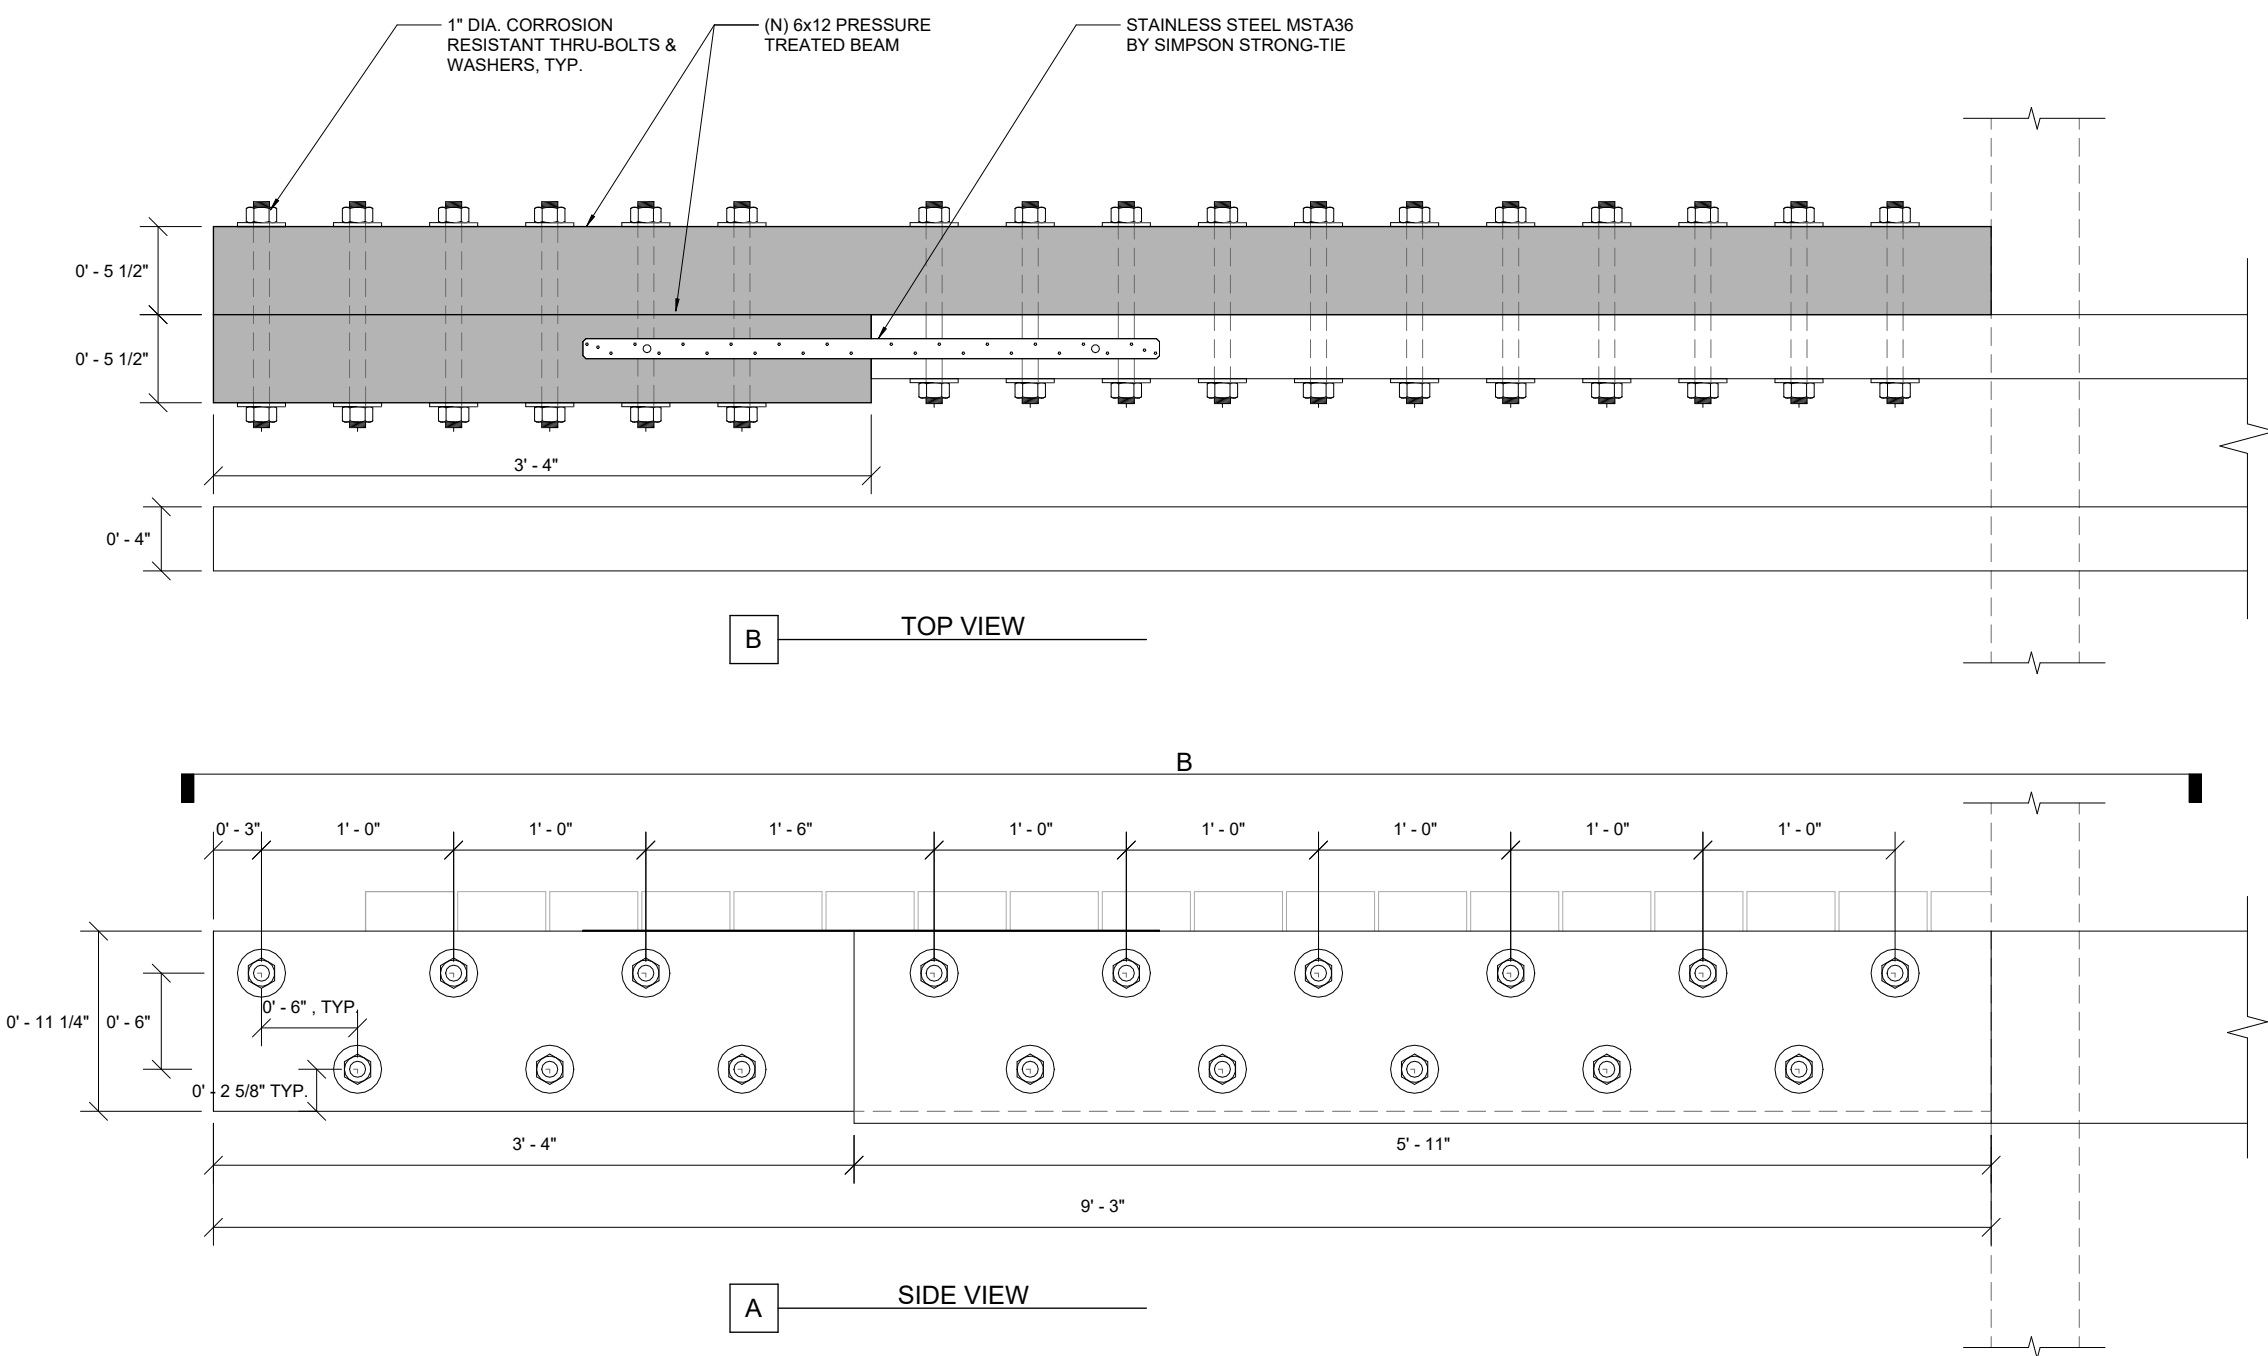 1" DIA. CORROSION
RESISTANT THRU-BOLTS &
WASHERS, TYP.
(N) 6x12 PRESSURE
TREATED BEAM
STAINLESS STEEL MSTA36
BY SIMPSON STRONG-TIE
0' - 5 1/2"
0' - 5 1/2"
3' - 4"
0' - 4"
B
TOP VIEW
B
0' - 3"
1' - 0"
1' - 0"
1' - 6"
1' - 0"
1' - 0"
1' - 0"
1' - 0"
1' - 0"
0' - 11 1/4"
0' - 6"
0' - 6" , TYP.
0' - 2 5/8" TYP.
3' - 4"
5' - 11"
9' - 3"
A
SIDE VIEW